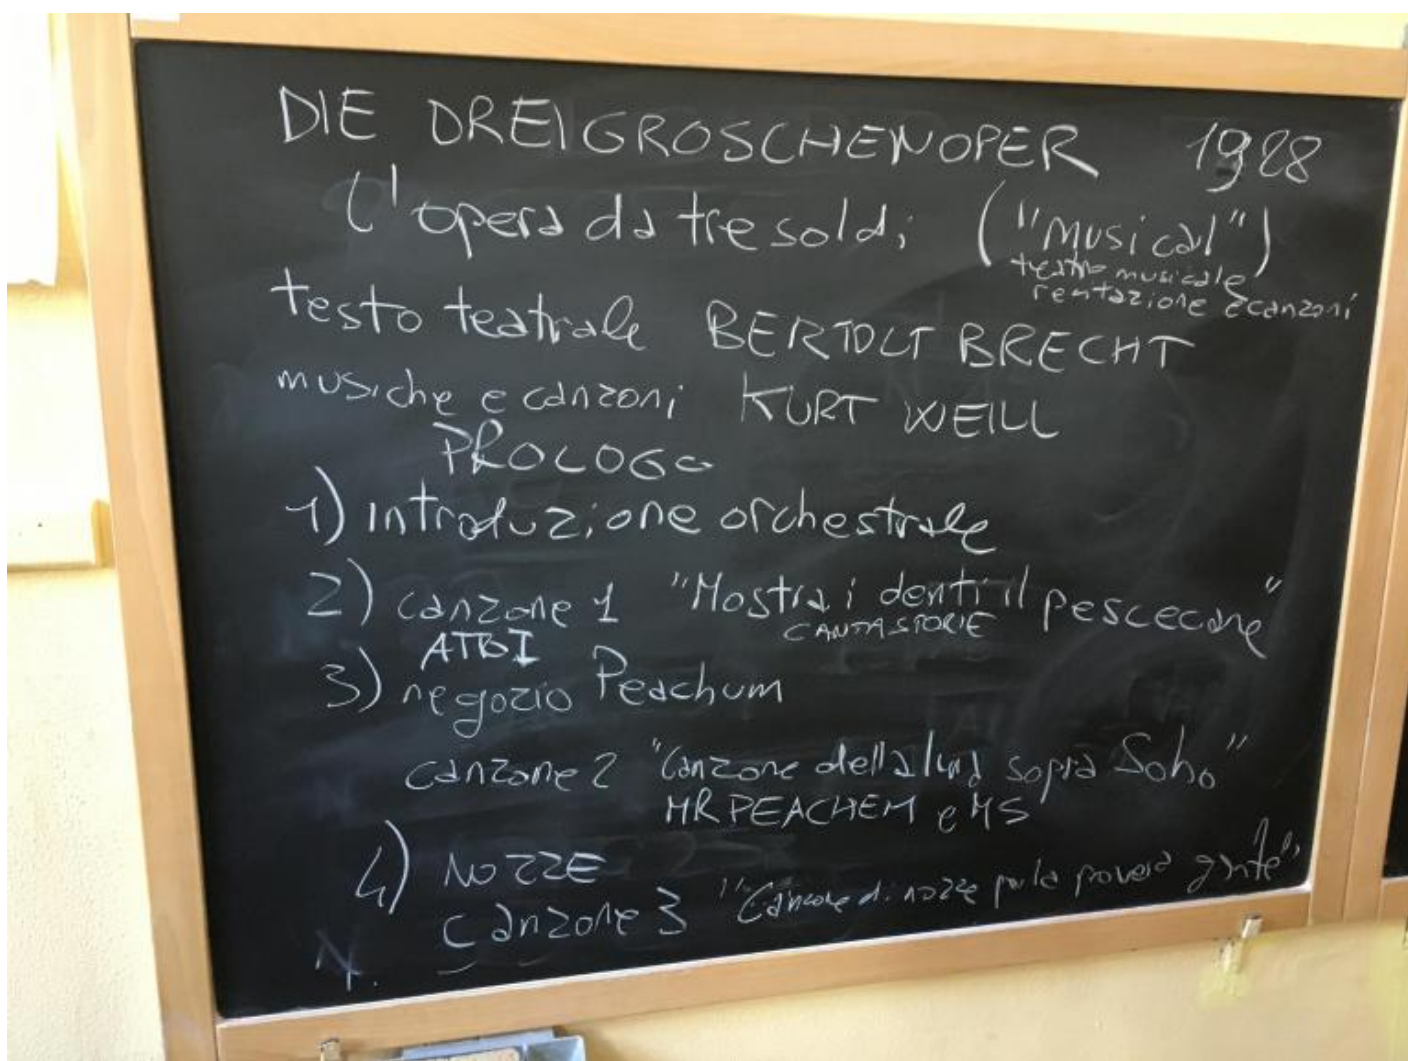 DIE DREIGROSCHENOPER 1928
L'opera da tre soldi ("musical")
teatro musicale
recitazione e canzoni
testo teatrale BERTOLT BRECHT
musiche e canzoni KURT WEILL
PROLOGO
1) introduzione orchestrale
2) canzone 1 "Mostra i denti il pescecane"
CANTASTORIE
ATTO I
3) negozio Peachum
canzone 2 "Canzone della luna sopra Soho"
MR PEACHEM e MS
4) NOZZE
canzone 3 "Canzone di nozze per la povera gente"